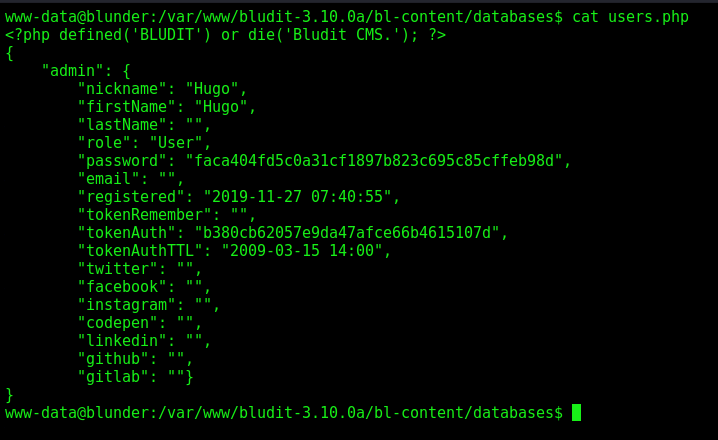 www-data@blunder:/var/www/bludit-3.10.0a/bl-content/databases$ cat users.php
<?php defined('BLUDIT') or die('Bludit CMS.'); ?>
{
    "admin": {
        "nickname": "Hugo",
        "firstName": "Hugo",
        "lastName": "",
        "role": "User",
        "password": "faca404fd5c0a31cf1897b823c695c85cffeb98d",
        "email": "",
        "registered": "2019-11-27 07:40:55",
        "tokenRemember": "",
        "tokenAuth": "b380cb62057e9da47afce66b4615107d",
        "tokenAuthTTL": "2009-03-15 14:00",
        "twitter": "",
        "facebook": "",
        "instagram": "",
        "codepen": "",
        "linkedin": "",
        "github": "",
        "gitlab": ""}
}
www-data@blunder:/var/www/bludit-3.10.0a/bl-content/databases$